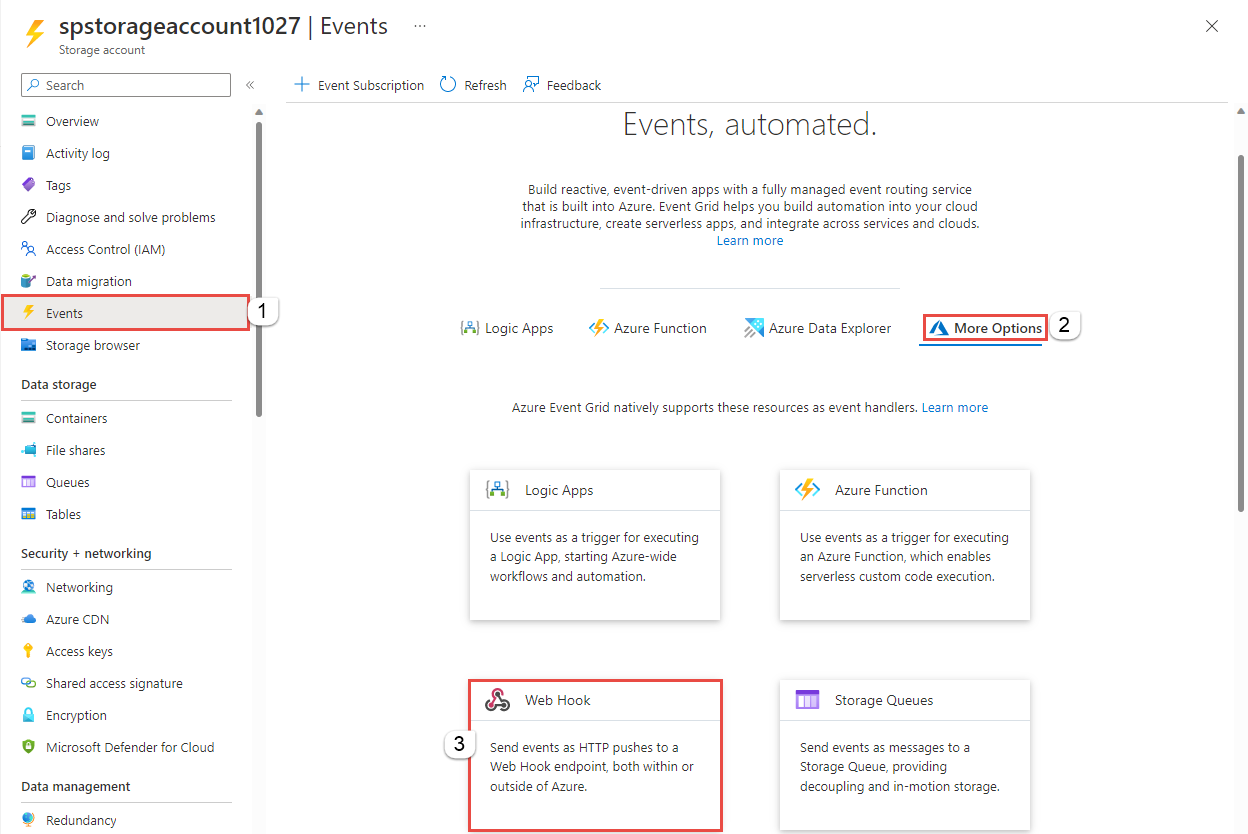 spstorageaccount1027 | Events ...
Storage account
Search
«
+ Event Subscription Refresh Feedback
Overview
Activity log
Tags
Diagnose and solve problems
Access Control (IAM)
Data migration
Events
1
Storage browser
Data storage
Containers
File shares
Queues
Tables
Security + networking
Networking
Azure CDN
Access keys
Shared access signature
Encryption
Microsoft Defender for Cloud
Data management
Redundancy
Events, automated.
Build reactive, event-driven apps with a fully managed event routing service
that is built into Azure. Event Grid helps you build automation into your cloud
infrastructure, create serverless apps, and integrate across services and clouds.
Learn more
Logic Apps Azure Function Azure Data Explorer More Options 2
Azure Event Grid natively supports these resources as event handlers. Learn more
Logic Apps
Use events as a trigger for executing
a Logic App, starting Azure-wide
workflows and automation.
Azure Function
Use events as a trigger for executing
an Azure Function, which enables
serverless custom code execution.
3
Web Hook
Send events as HTTP pushes to a
Web Hook endpoint, both within or
outside of Azure.
Storage Queues
Send events as messages to a
Storage Queue, providing
decoupling and in-motion storage.